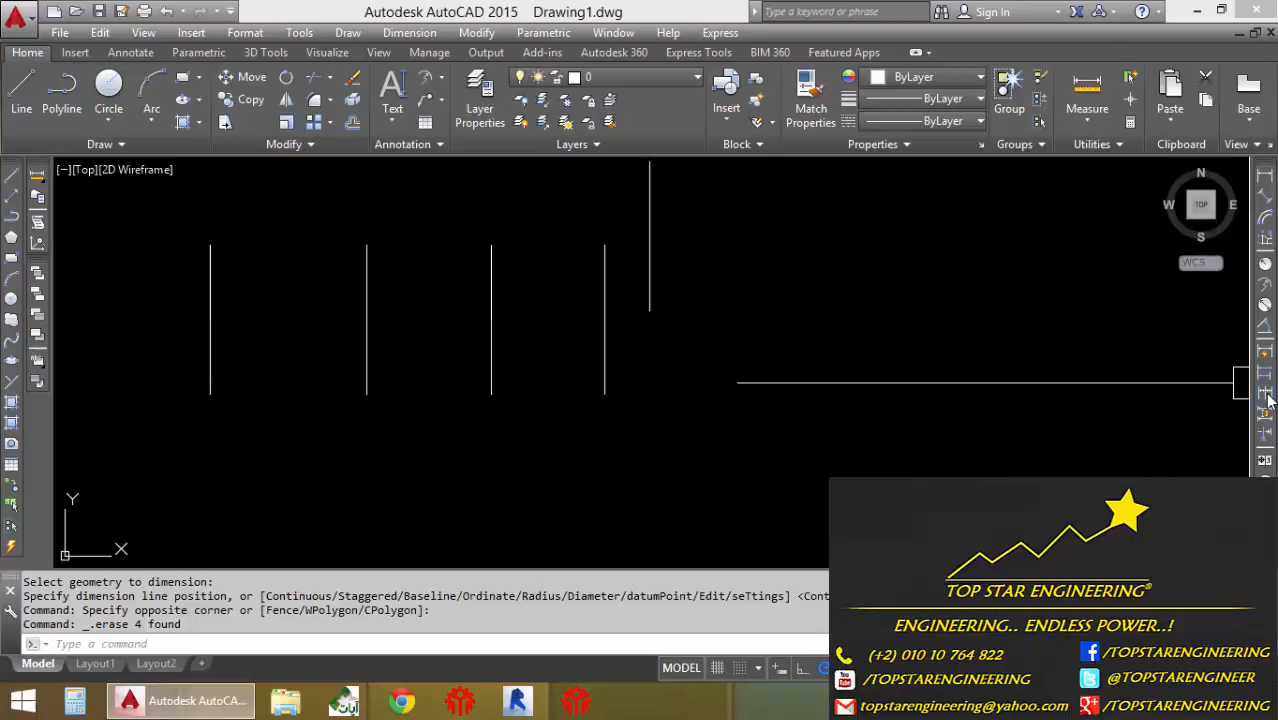 Autodesk AutoCAD 2015 Drawing1.dwg
Type a keyword or phrase
Sign In
File Edit View Insert Format Tools Draw Dimension Modify Parametric Window Help Express
Home Insert Annotate Parametric 3D Tools Visualize View Manage Output Add-ins Autodesk 360 Express Tools BIM 360 Featured Apps
Line Polyline Circle Arc
Move
Copy
Text
Layer
Properties
0
Insert
Match
Properties
ByLayer
ByLayer
ByLayer
Group
Measure
Paste
Base
Draw Modify Annotation Layers Block Properties Groups Utilities Clipboard View
[−][Top][2D Wireframe]
N
W TOP E
S
WCS
Y
X
Select geometry to dimension:
Specify dimension line position, or [Continuous/Staggered/Baseline/Ordinate/Radius/Diameter/datumPoint/Edit/seTtings] <Cont
Command: Specify opposite corner or [Fence/WPolygon/CPolygon]:
Command: _.erase 4 found
Type a command
Model Layout1 Layout2 +
MODEL
Autodesk AutoCA...
TOP STAR ENGINEERING®
ENGINEERING.. ENDLESS POWER..!
(+2) 010 10 764 822
/TOPSTARENGINEERING
/TOPSTARENGINEERING
@TOPSTARENGINEER
topstarengineering@yahoo.com
/TOPSTARENGINEERING